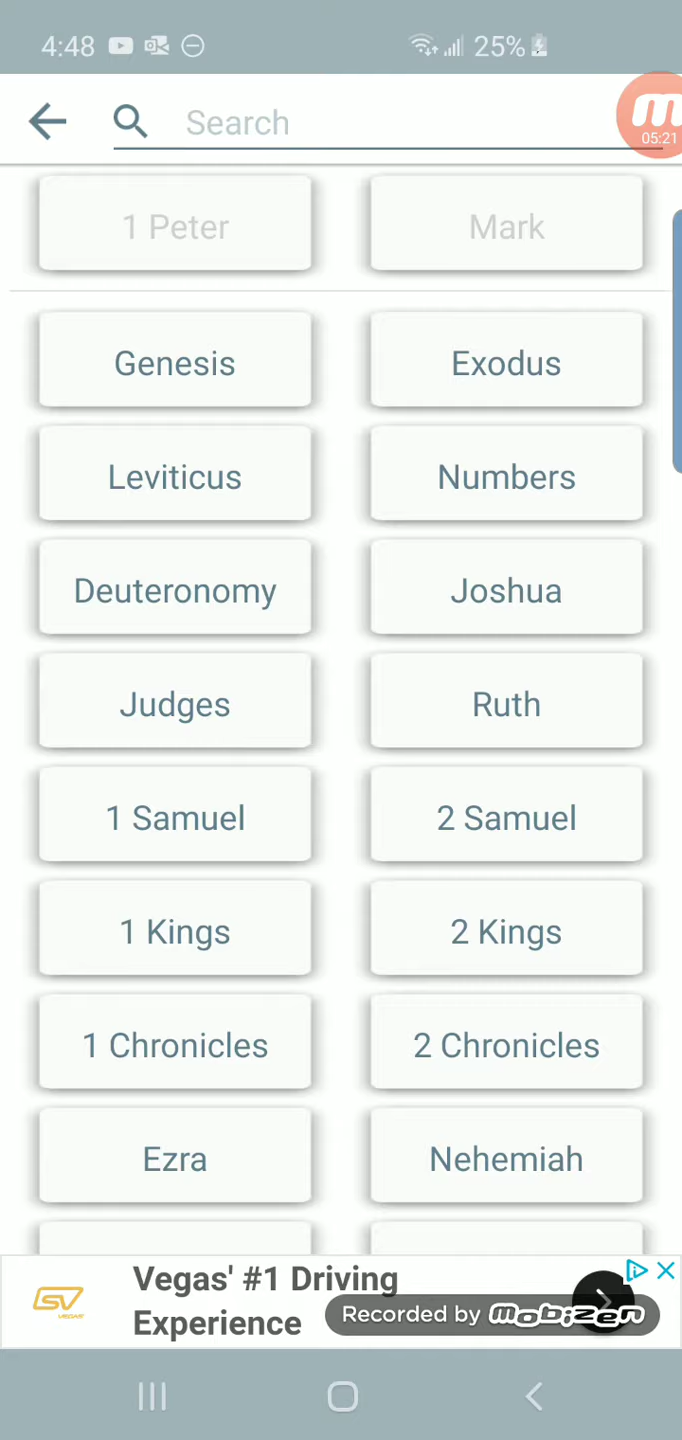 4:48 25%
Search
05:21
1 Peter Mark
Genesis Exodus
Leviticus Numbers
Deuteronomy Joshua
Judges Ruth
1 Samuel 2 Samuel
1 Kings 2 Kings
1 Chronicles 2 Chronicles
Ezra Nehemiah
Vegas' #1 Driving
Experience
SV
VEGAS
Recorded by mobizen